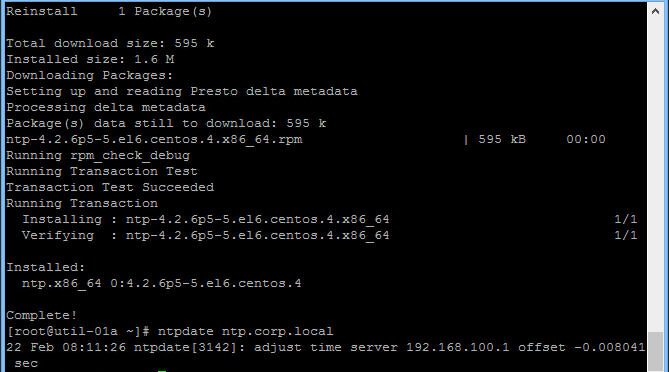 Reinstall     1 Package(s)
Total download size: 595 k
Installed size: 1.6 M
Downloading Packages:
Setting up and reading Presto delta metadata
Processing delta metadata
Package(s) data still to download: 595 k
ntp-4.2.6p5-5.el6.centos.4.x86_64.rpm                    | 595 kB     00:00
Running rpm_check_debug
Running Transaction Test
Transaction Test Succeeded
Running Transaction
  Installing : ntp-4.2.6p5-5.el6.centos.4.x86_64                            1/1
  Verifying  : ntp-4.2.6p5-5.el6.centos.4.x86_64                            1/1
Installed:
  ntp.x86_64 0:4.2.6p5-5.el6.centos.4
Complete!
[root@util-01a ~]# ntpdate ntp.corp.local
22 Feb 08:11:26 ntpdate[3142]: adjust time server 192.168.100.1 offset -0.008041
 sec